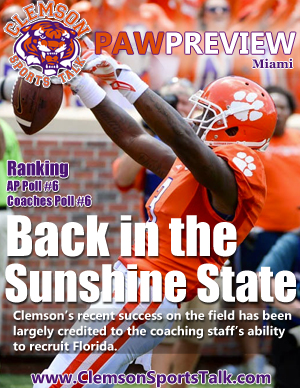 CLEMSON
SPORTS TALK
PAWPREVIEW
Miami
Ranking
AP Poll #6
Coaches Poll #6
Back in the
Sunshine State
Clemson's recent success on the field has been
largely credited to the coaching staff's ability
to recruit Florida.
www.ClemsonSportsTalk.com